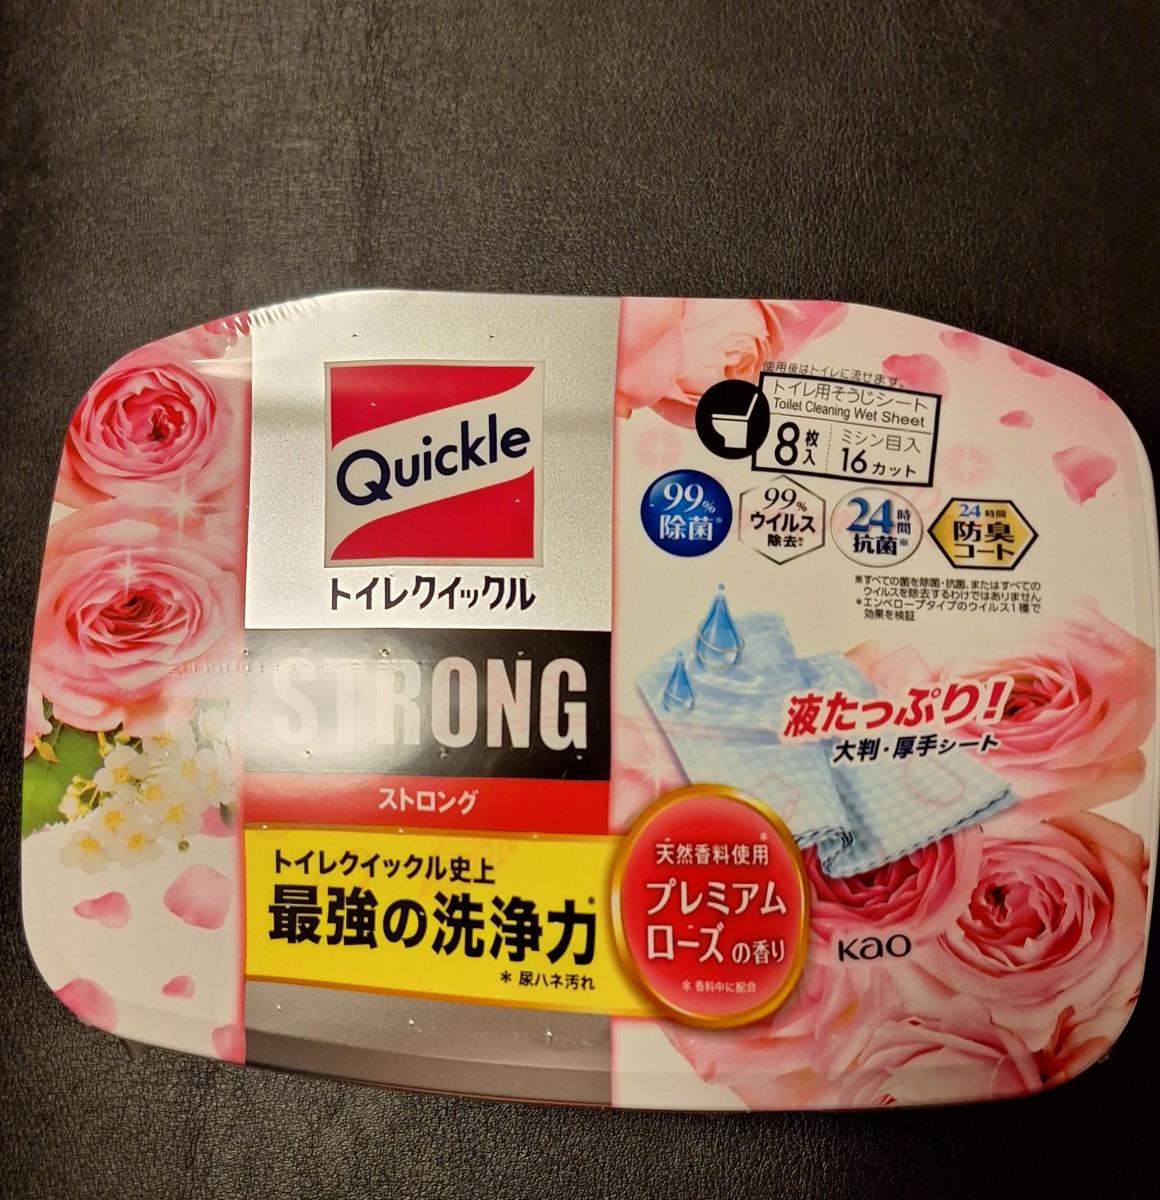 Quickle
トイレクイックル
STRONG
ストロング
トイレクイックル史上
最強の洗浄力*
* 尿ハネ汚れ
使用後はトイレに流せます。
トイレ用そうじシート
Toilet Cleaning Wet Sheet
8枚入
ミシン目入
16カット
99%
除菌※
99%
ウイルス
除去※*
24時間
抗菌※
24時間
防臭
コート
※すべての菌を除菌・抗菌、またはすべての
ウイルスを除去するわけではありません
*エンベロープタイプのウイルス1種で
効果を検証
液たっぷり!
大判・厚手シート
天然香料使用*
プレミアム
ローズの香り
* 香料中に配合
Kao